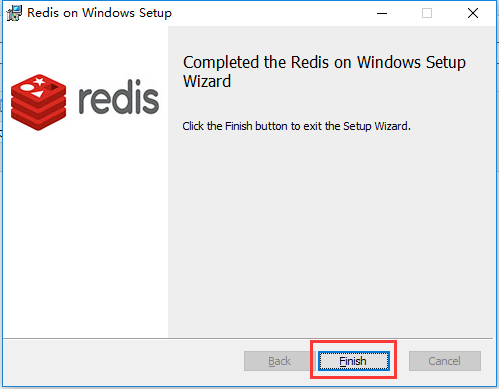 Redis on Windows Setup
Completed the Redis on Windows Setup
Wizard
redis
Click the Finish button to exit the Setup Wizard.
Back
Finish
Cancel